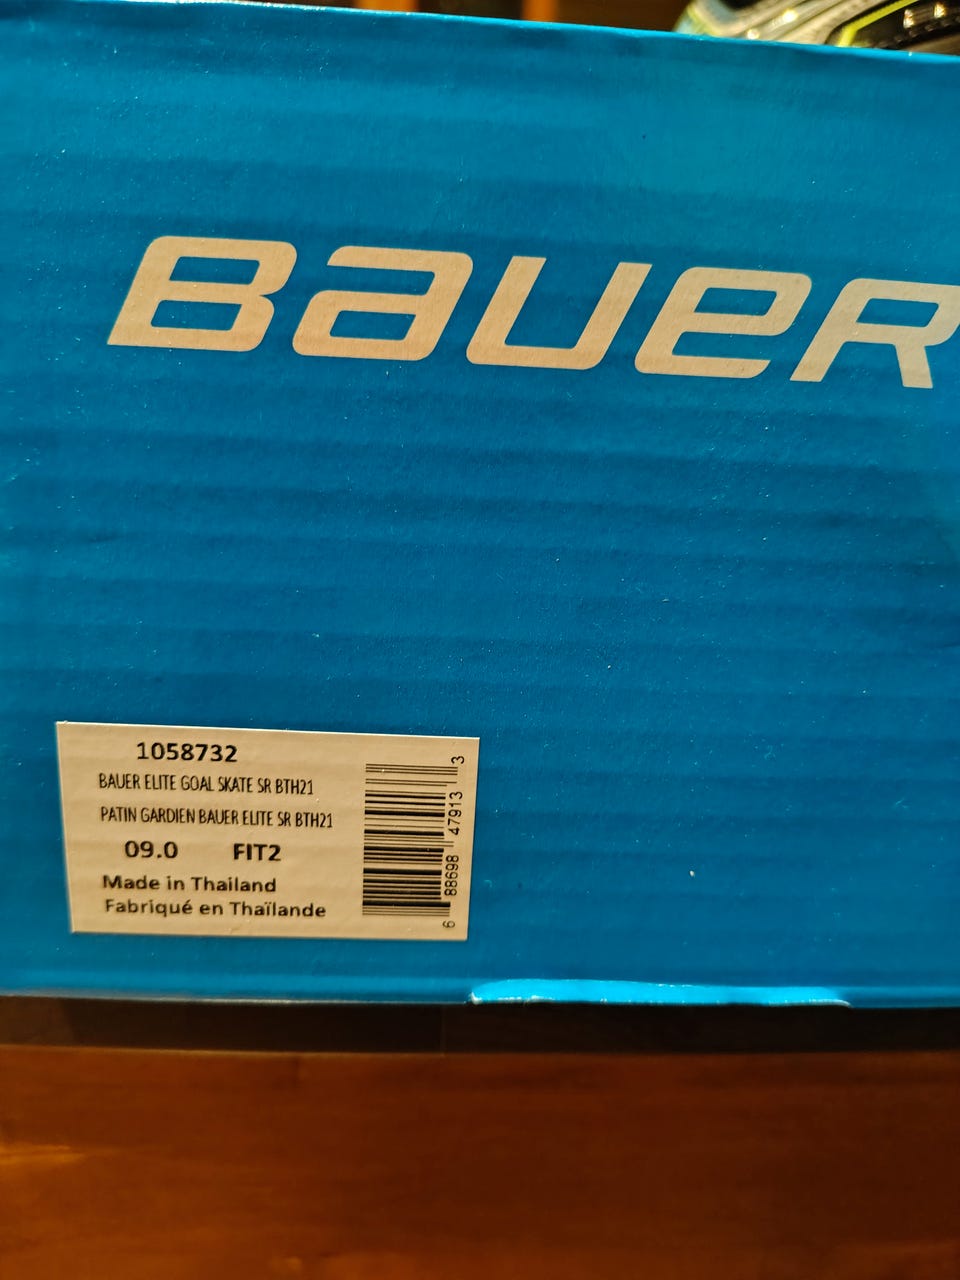 BAUER
1058732
BAUER ELITE GOAL SKATE SR BTH21
PATIN GARDIEN BAUER ELITE SR BTH21
09.0 FIT2
Made in Thailand
Fabriqué en Thaïlande
6 88698 47913 3